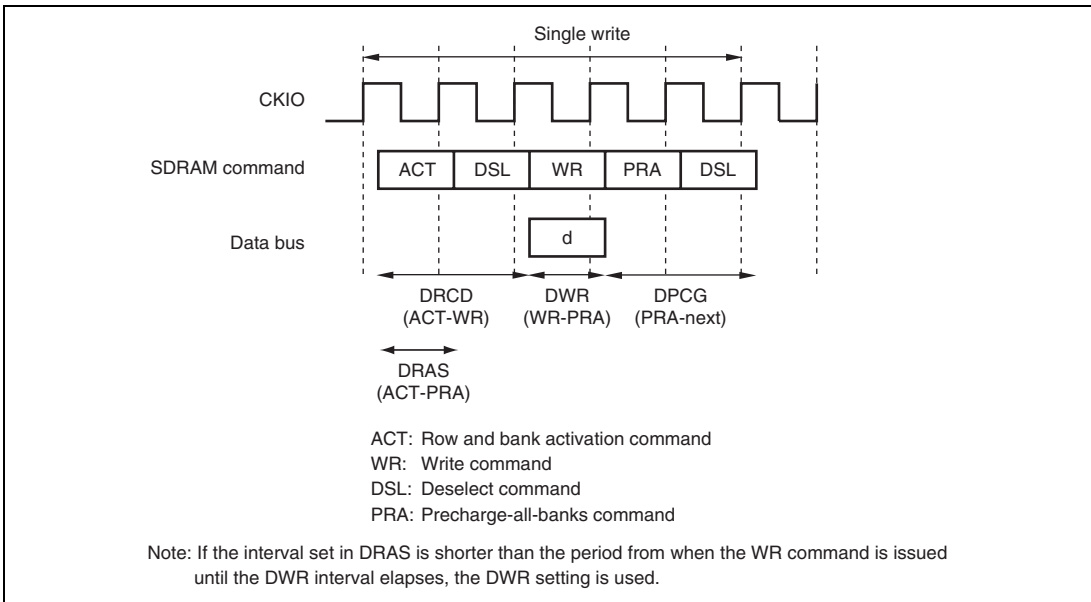 Single write
CKIO
SDRAM command
ACT DSL WR PRA DSL
Data bus
d
DRCD DWR DPCG
(ACT-WR) (WR-PRA) (PRA-next)
DRAS
(ACT-PRA)
ACT: Row and bank activation command
WR: Write command
DSL: Deselect command
PRA: Precharge-all-banks command
Note: If the interval set in DRAS is shorter than the period from when the WR command is issued
until the DWR interval elapses, the DWR setting is used.